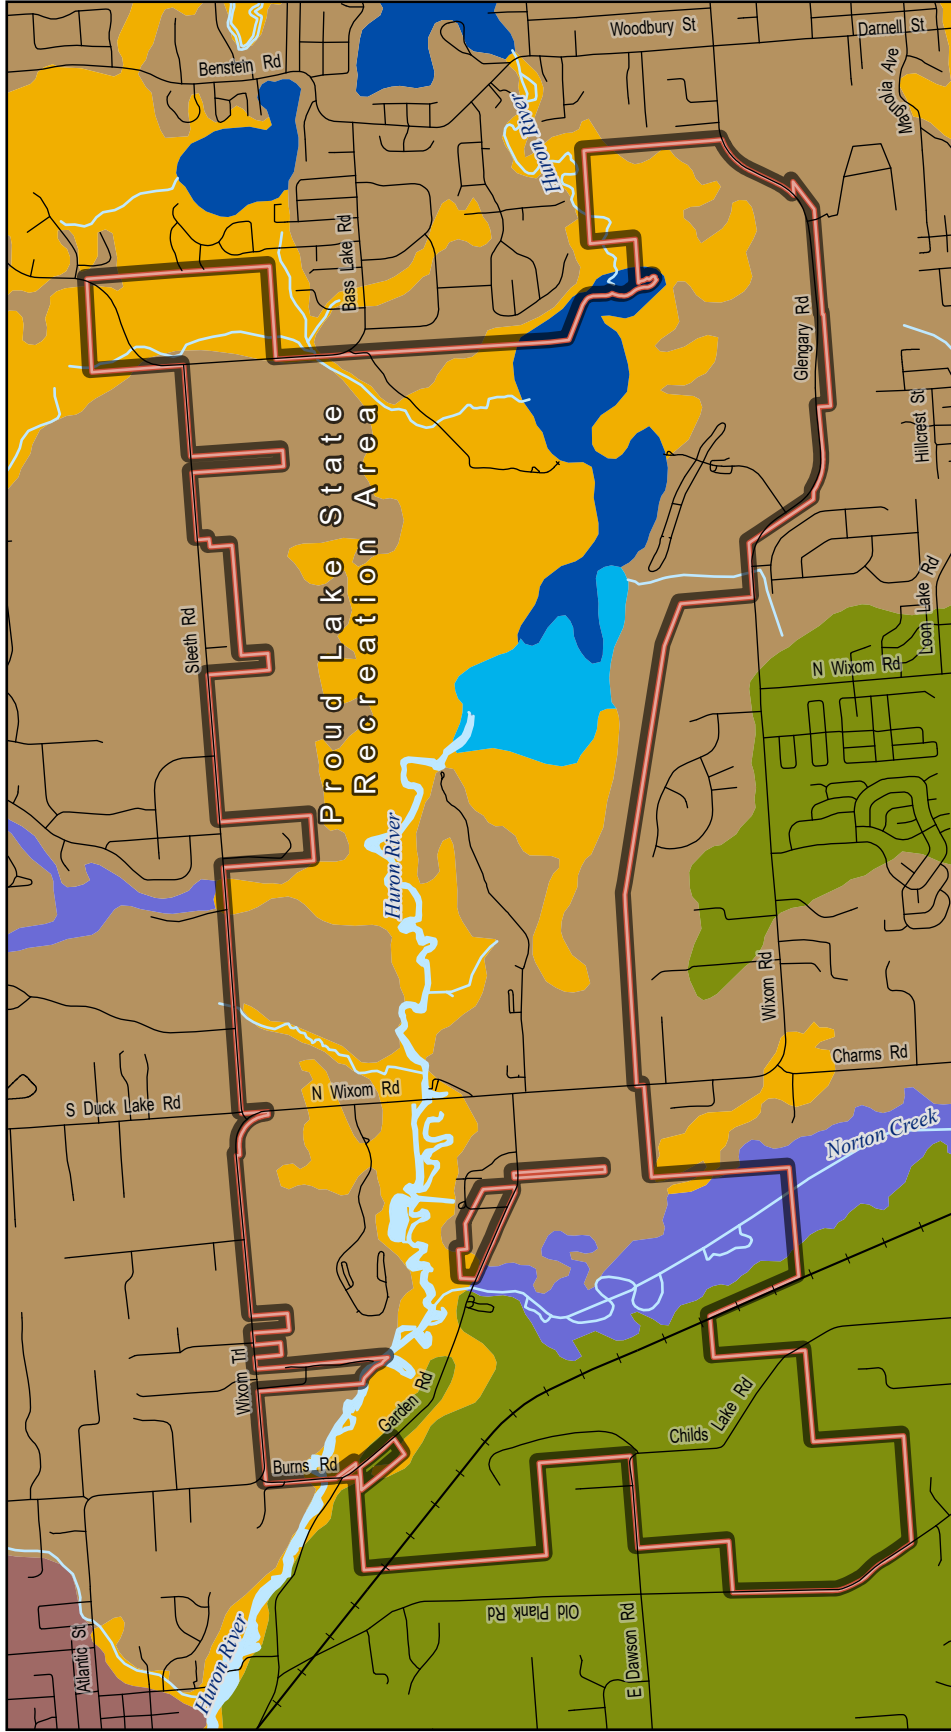 Woodbury St
Darnell St
Benstein Rd
Magnolia Ave
Huron River
Bass Lake Rd
Glengary Rd
Hillcrest St
Proud Lake State
Recreation Area
Loon Lake Rd
Sleeth Rd
N Wixom Rd
Huron River
Wixom Rd
Charms Rd
N Wixom Rd
S Duck Lake Rd
Norton Creek
Wixom Trl
Garden Rd
Childs Lake Rd
Burns Rd
Old Plank Rd
E Dawson Rd
Atlantic St
Huron River